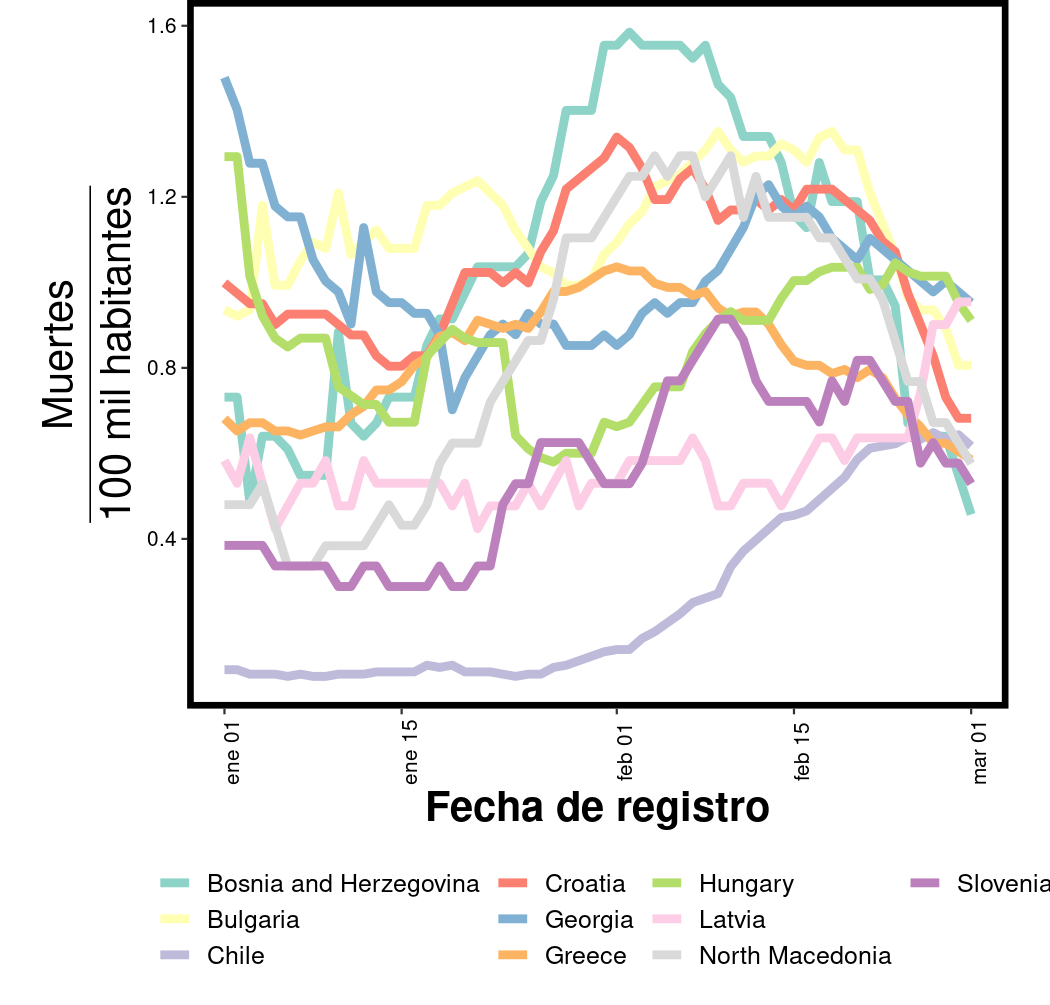 Muertes
100 mil habitantes
1.6
1.2
0.8
0.4
ene 01
ene 15
feb 01
feb 15
mar 01
Fecha de registro
Bosnia and Herzegovina
Croatia
Hungary
Slovenia
Bulgaria
Georgia
Latvia
Chile
Greece
North Macedonia